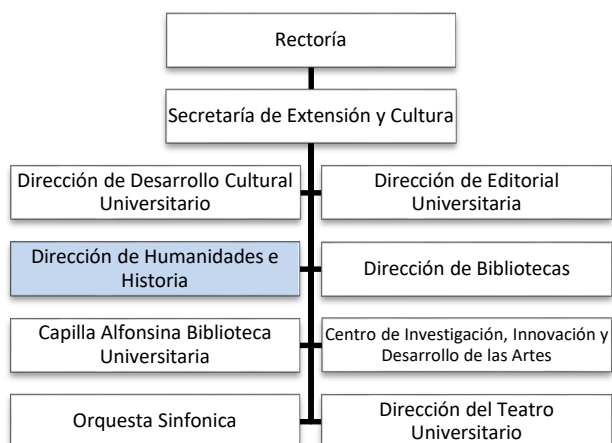 Rectoría
Secretaría de Extensión y Cultura
Dirección de Desarrollo Cultural
Universitario
Dirección de Editorial
Universitaria
Dirección de Humanidades e
Historia
Dirección de Bibliotecas
Capilla Alfonsina Biblioteca
Universitaria
Centro de Investigación, Innovación y
Desarrollo de las Artes
Orquesta Sinfonica
Dirección del Teatro
Universitario